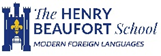 The HENRY
BEAUFORT School
MODERN FOREIGN LANGUAGES